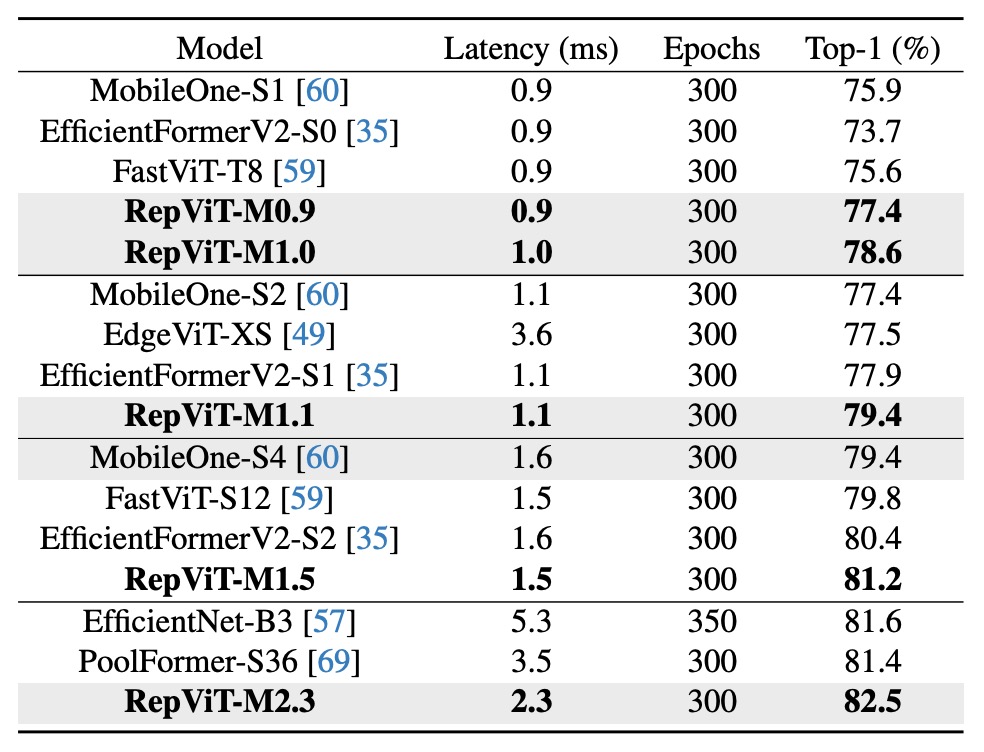 Model Latency (ms) Epochs Top-1 (%)
MobileOne-S1 [60] 0.9 300 75.9
EfficientFormerV2-S0 [35] 0.9 300 73.7
FastViT-T8 [59] 0.9 300 75.6
RepViT-M0.9 0.9 300 77.4
RepViT-M1.0 1.0 300 78.6
MobileOne-S2 [60] 1.1 300 77.4
EdgeViT-XS [49] 3.6 300 77.5
EfficientFormerV2-S1 [35] 1.1 300 77.9
RepViT-M1.1 1.1 300 79.4
MobileOne-S4 [60] 1.6 300 79.4
FastViT-S12 [59] 1.5 300 79.8
EfficientFormerV2-S2 [35] 1.6 300 80.4
RepViT-M1.5 1.5 300 81.2
EfficientNet-B3 [57] 5.3 350 81.6
PoolFormer-S36 [69] 3.5 300 81.4
RepViT-M2.3 2.3 300 82.5